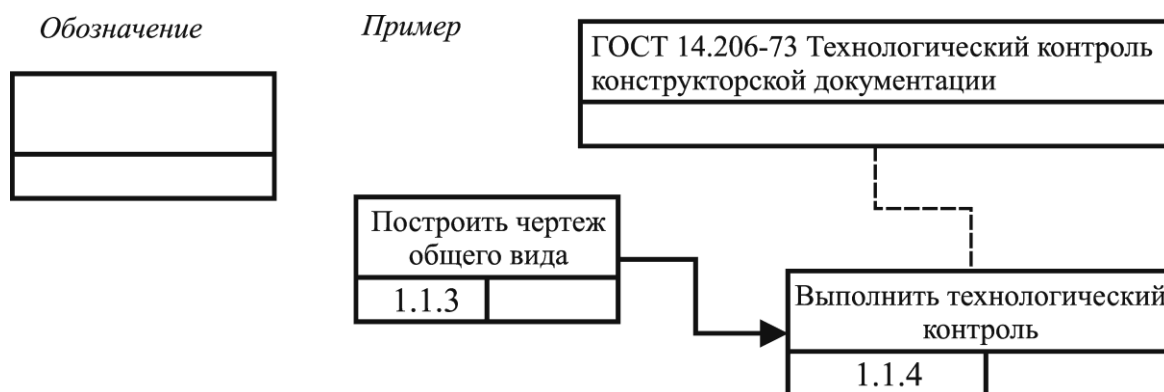 Обозначение
Пример
ГОСТ 14.206-73 Технологический контроль
конструкторской документации
Построить чертеж
общего вида
1.1.3
Выполнить технологический
контроль
1.1.4